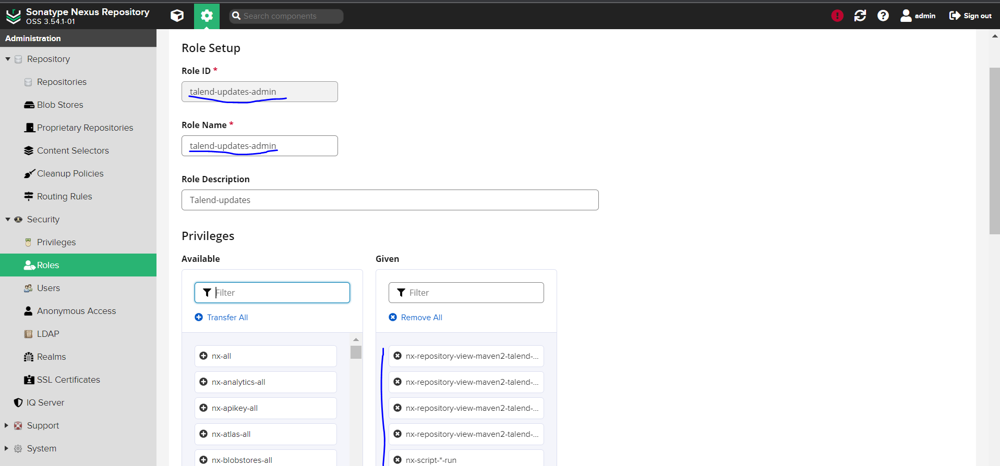 Sonatype Nexus Repository
OSS 3.54.1-01
Search components
admin
Sign out
Administration
Repository
Repositories
Blob Stores
Proprietary Repositories
Content Selectors
Cleanup Policies
Routing Rules
Security
Privileges
Roles
Users
Anonymous Access
LDAP
Realms
SSL Certificates
IQ Server
Support
System
Role Setup
Role ID *
talend-updates-admin
Role Name *
talend-updates-admin
Role Description
Talend-updates
Privileges
Available
Filter
Transfer All
nx-all
nx-analytics-all
nx-apikey-all
nx-atlas-all
nx-blobstores-all
Given
Filter
Remove All
nx-repository-view-maven2-talend-...
nx-repository-view-maven2-talend-...
nx-repository-view-maven2-talend-...
nx-repository-view-maven2-talend-...
nx-script-*-run